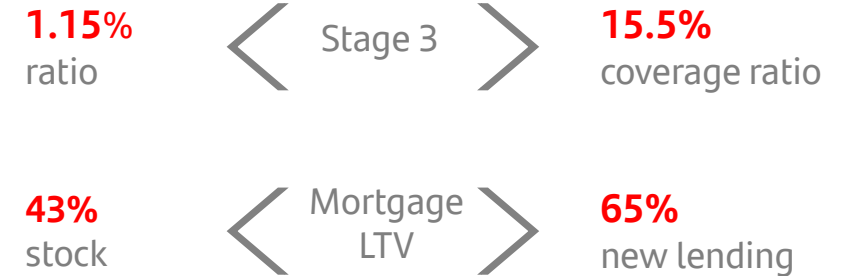 1.15%
ratio
Stage 3
15.5%
coverage ratio
43%
stock
Mortgage
LTV
65%
new lending